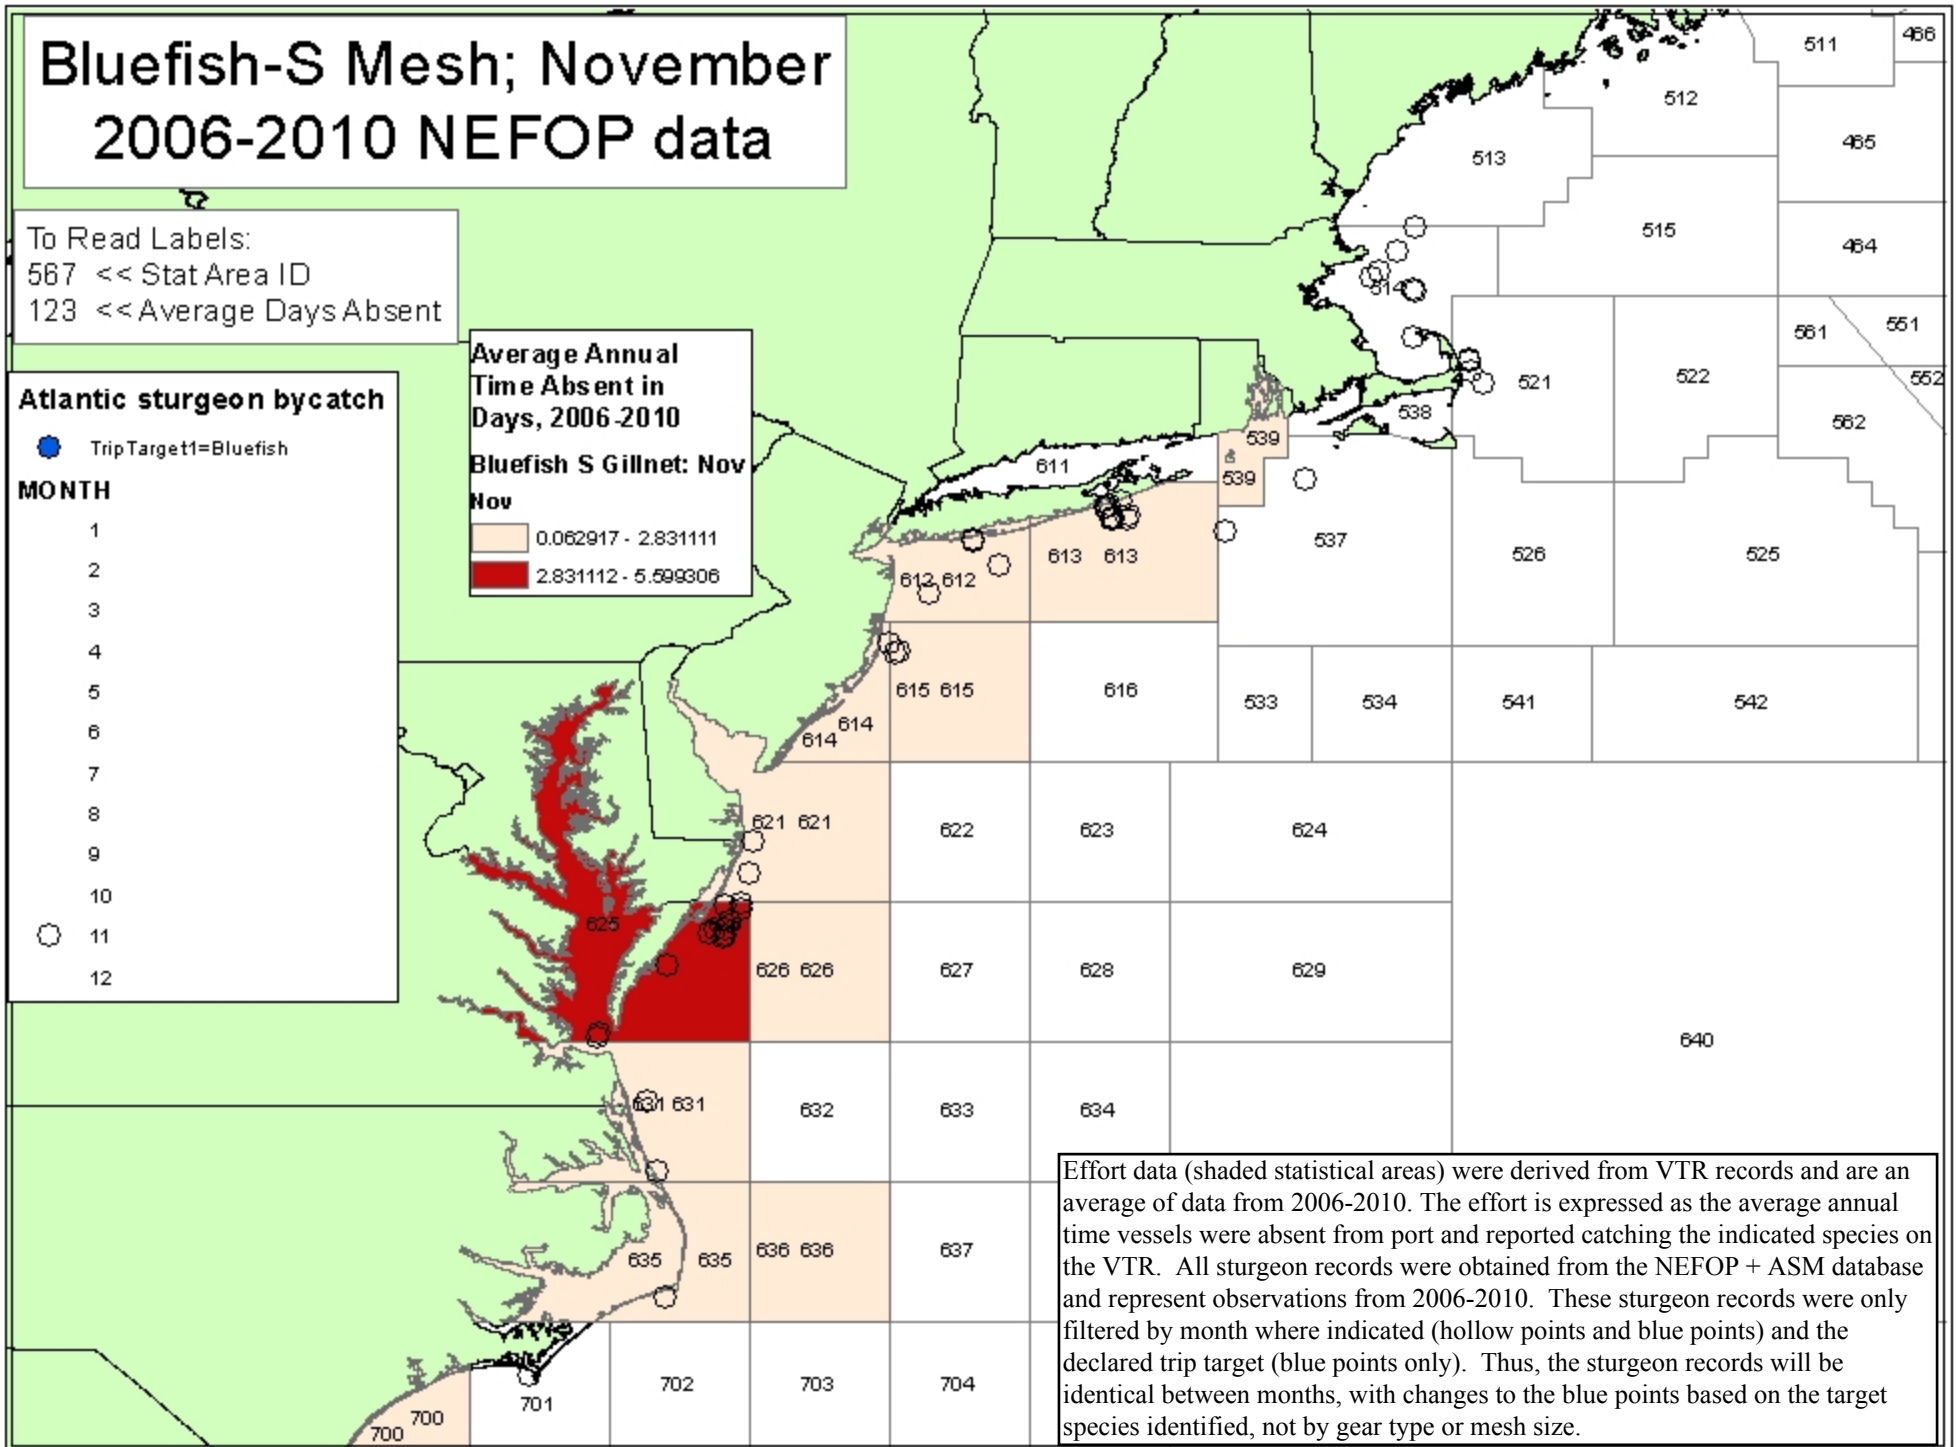 Bluefish-S Mesh; November
2006-2010 NEFOP data
To Read Labels:
567 << Stat Area ID
123 << Average Days Absent
Average Annual
Time Absent in
Days, 2006-2010
Bluefish S Gillnet: Nov
Nov
0.062917 - 2.831111
2.831112 - 5.599306
Atlantic sturgeon bycatch
TripTarget1=Bluefish
MONTH
1
2
3
4
5
6
7
8
9
10
11
12
511
466
512
465
513
515
464
514
561
551
521
522
552
538
562
539
611
539
537
526
525
613 613
612 612
615 615
616
533
534
541
542
614
614
621 621
622
623
624
625
626 626
627
628
629
640
631 631
632
633
634
635
635
636 636
637
700
700
701
702
703
704
Effort data (shaded statistical areas) were derived from VTR records and are an
average of data from 2006-2010. The effort is expressed as the average annual
time vessels were absent from port and reported catching the indicated species on
the VTR.  All sturgeon records were obtained from the NEFOP + ASM database
and represent observations from 2006-2010.  These sturgeon records were only
filtered by month where indicated (hollow points and blue points) and the
declared trip target (blue points only).  Thus, the sturgeon records will be
identical between months, with changes to the blue points based on the target
species identified, not by gear type or mesh size.